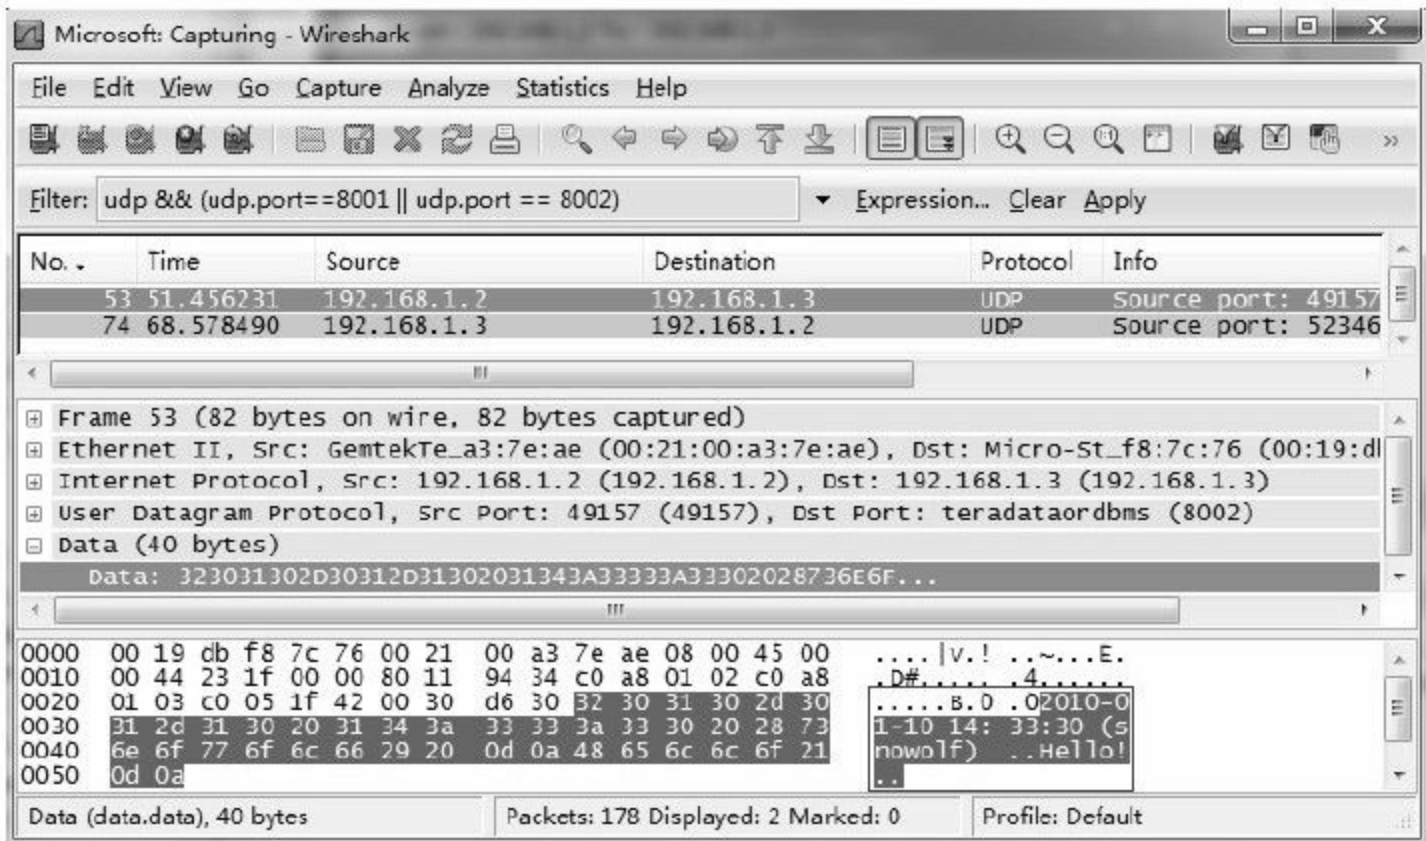 Microsoft: Capturing - Wireshark
File Edit View Go Capture Analyze Statistics Help
Filter: udp && (udp.port==8001 || udp.port == 8002) Expression... Clear Apply
No. Time Source Destination Protocol Info
53 51.456231 192.168.1.2 192.168.1.3 UDP Source port: 49157
74 68.578490 192.168.1.3 192.168.1.2 UDP Source port: 52346
Frame 53 (82 bytes on wire, 82 bytes captured)
Ethernet II, Src: GemtekTe_a3:7e:ae (00:21:00:a3:7e:ae), Dst: Micro-St_f8:7c:76 (00:19:d
Internet Protocol, Src: 192.168.1.2 (192.168.1.2), Dst: 192.168.1.3 (192.168.1.3)
User Datagram Protocol, Src Port: 49157 (49157), Dst Port: teradataordbms (8002)
Data (40 bytes)
Data: 323031302D30312D31302031343A33333A33302028736E6F...
0000 00 19 db f8 7c 76 00 21 00 a3 7e ae 08 00 45 00 ....|v.! ..~...E.
0010 00 44 23 1f 00 00 80 11 94 34 c0 a8 01 02 c0 a8 .D#..... .4......
0020 01 03 c0 05 1f 42 00 30 d6 30 32 30 31 30 2d 30 .....B.0 .02010-0
0030 31 2d 31 30 20 31 34 3a 33 33 3a 33 30 20 28 73 1-10 14: 33:30 (s
0040 6e 6f 77 6f 6c 66 29 20 0d 0a 48 65 6c 6c 6f 21 nowolf) ..Hello!
0050 0d 0a ..
Data (data.data), 40 bytes Packets: 178 Displayed: 2 Marked: 0 Profile: Default